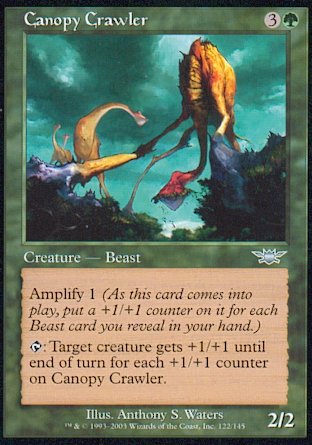 Canopy Crawler 3
Creature — Beast
Amplify 1 (As this card comes into
play, put a +1/+1 counter on it for each
Beast card you reveal in your hand.)
: Target creature gets +1/+1 until
end of turn for each +1/+1 counter
on Canopy Crawler.
2/2
Illus. Anthony S. Waters
™ & © 1993-2003 Wizards of the Coast, Inc. 122/145